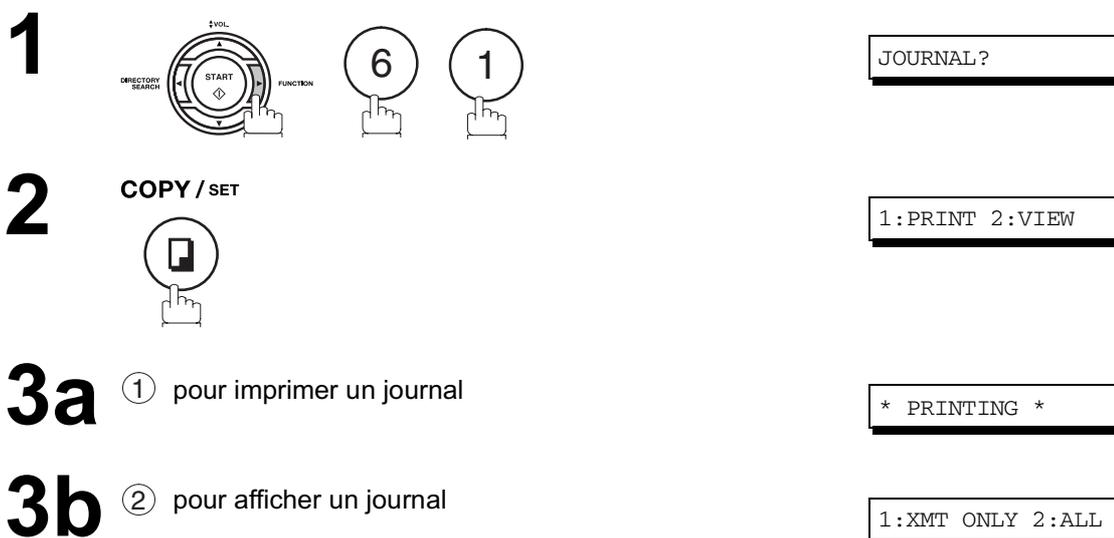 1
VOL.
DIRECTORY SEARCH
START
FUNCTION
6
1
JOURNAL?
2
COPY / SET
1:PRINT 2:VIEW
3a
1 pour imprimer un journal
* PRINTING *
3b
2 pour afficher un journal
1:XMT ONLY 2:ALL